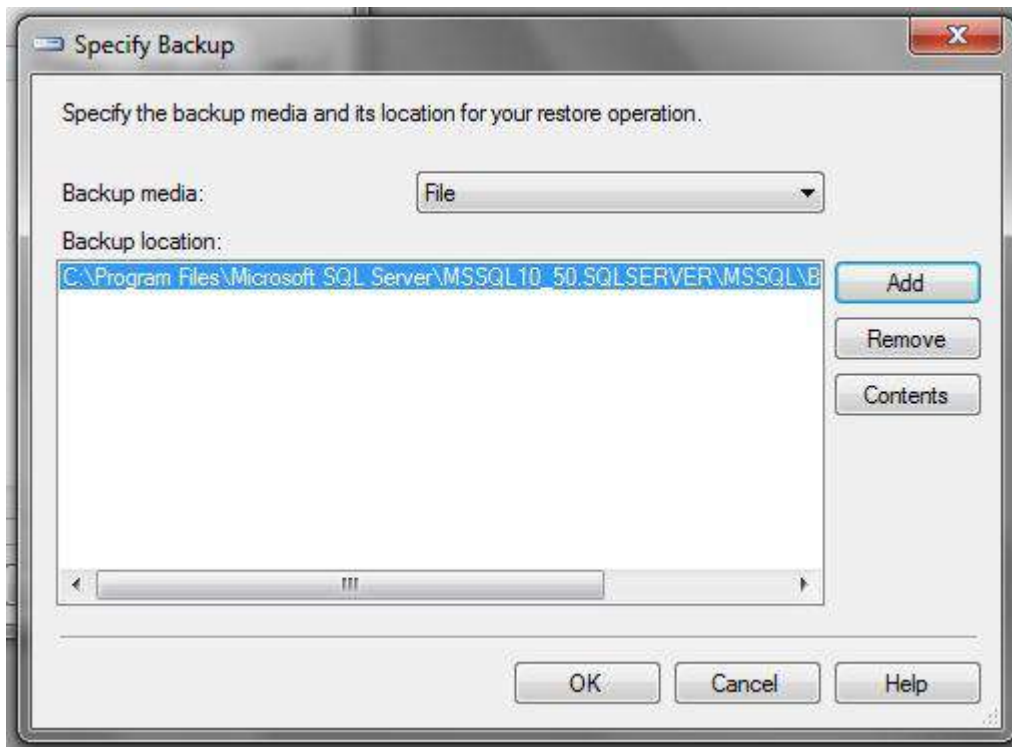 Specify Backup
Specify the backup media and its location for your restore operation.
Backup media:
File
Backup location:
C:\Program Files\Microsoft SQL Server\MSSQL10_50.SQLSERVER\MSSQL\B
Add
Remove
Contents
OK
Cancel
Help